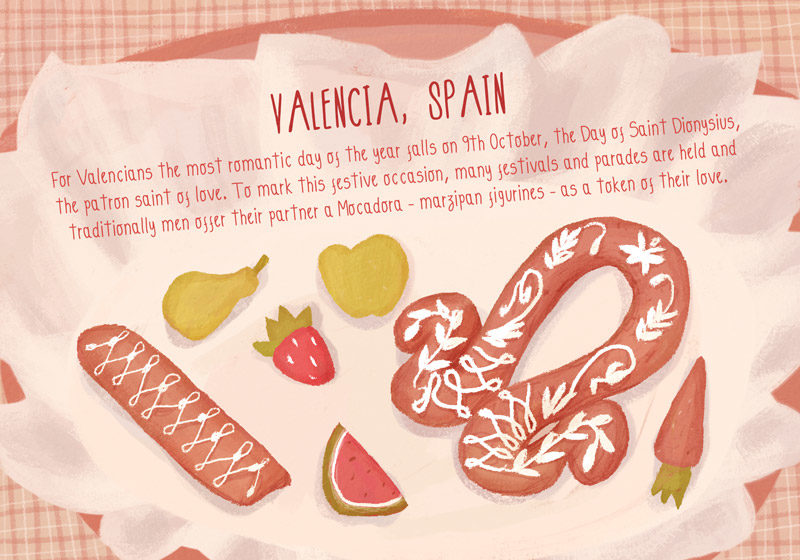 VALENCIA, SPAIN
For Valencians the most romantic day of the year falls on 9th October, the Day of Saint Dionysius,
the patron saint of love. To mark this festive occasion, many festivals and parades are held and
traditionally men offer their partner a Mocadora - marzipan figurines - as a token of their love.